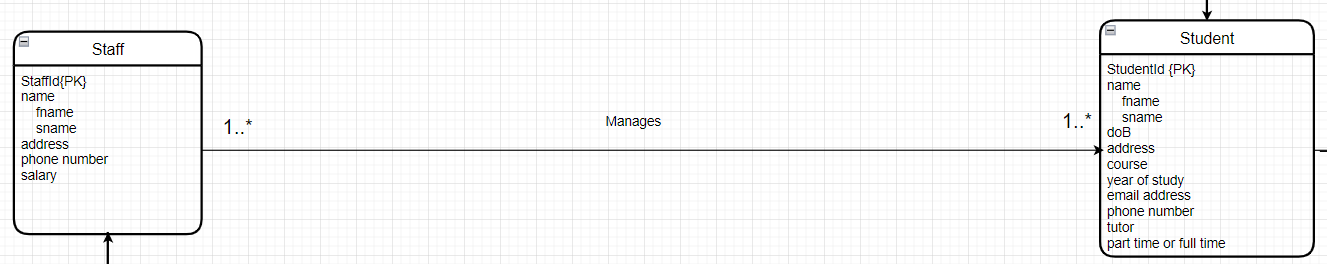 Staff
StaffId{PK}
name
fname
sname
address
phone number
salary
1..*
Manages
1..*
Student
StudentId {PK}
name
fname
sname
doB
address
course
year of study
email address
phone number
tutor
part time or full time